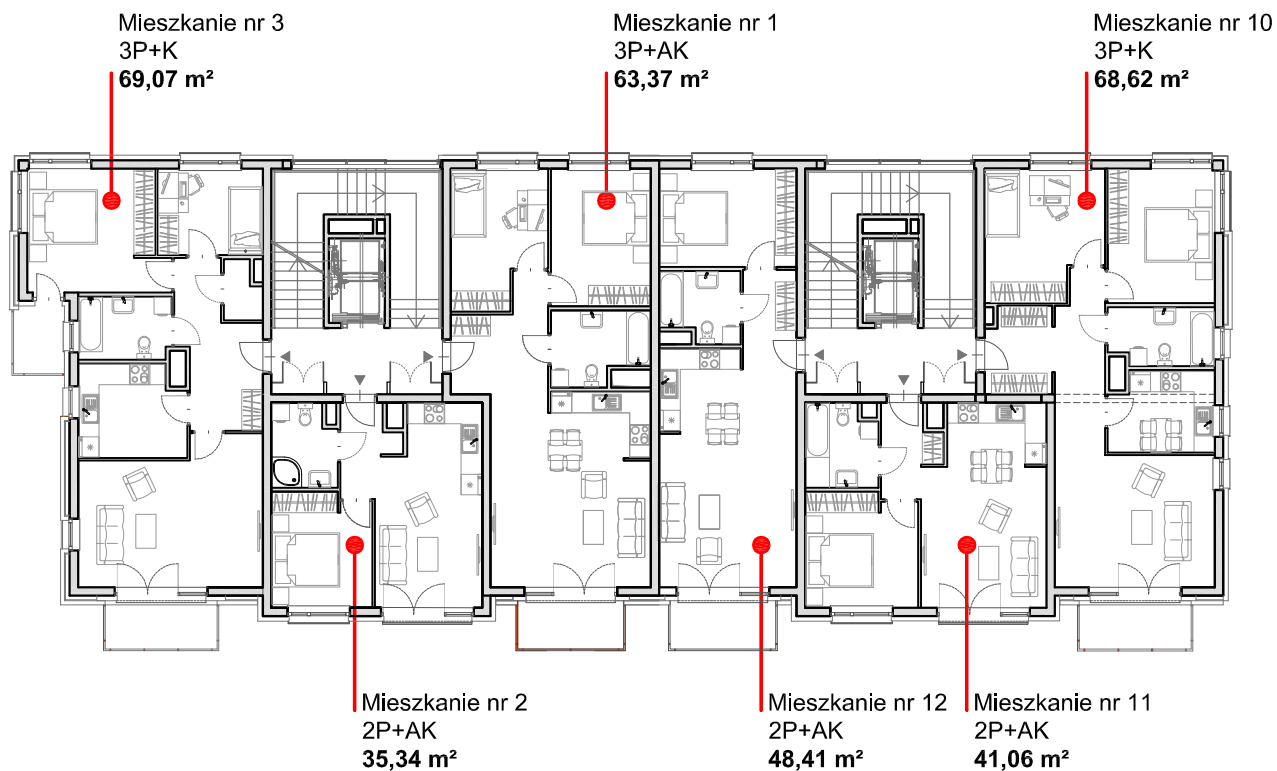 Mieszkanie nr 3
3P+K
69,07 m²
Mieszkanie nr 1
3P+AK
63,37 m²
Mieszkanie nr 10
3P+K
68,62 m²
Mieszkanie nr 2
2P+AK
35,34 m²
Mieszkanie nr 12
2P+AK
48,41 m²
Mieszkanie nr 11
2P+AK
41,06 m²